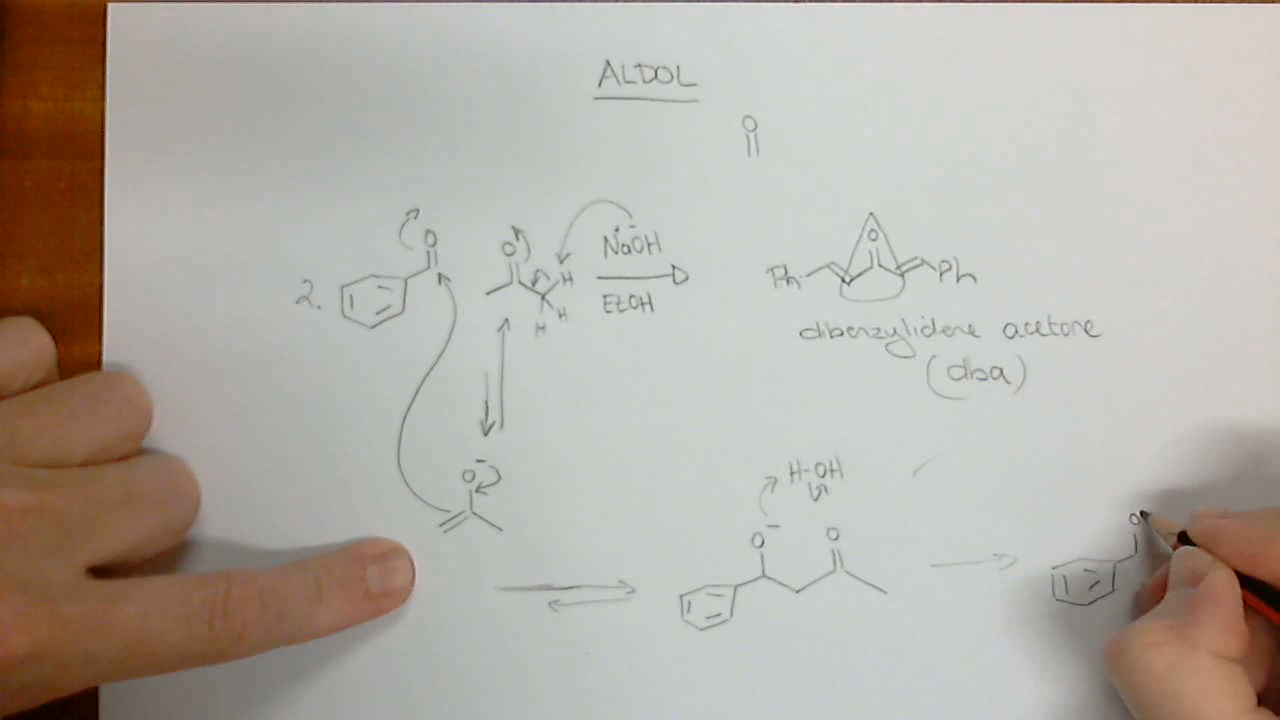 ALDOL
O
2.
O
O
H
H
H
NaOH
EtOH
Ph
O
Ph
dibenzylidene acetone
(dba)
O⁻
H-OH
O⁻
O
O